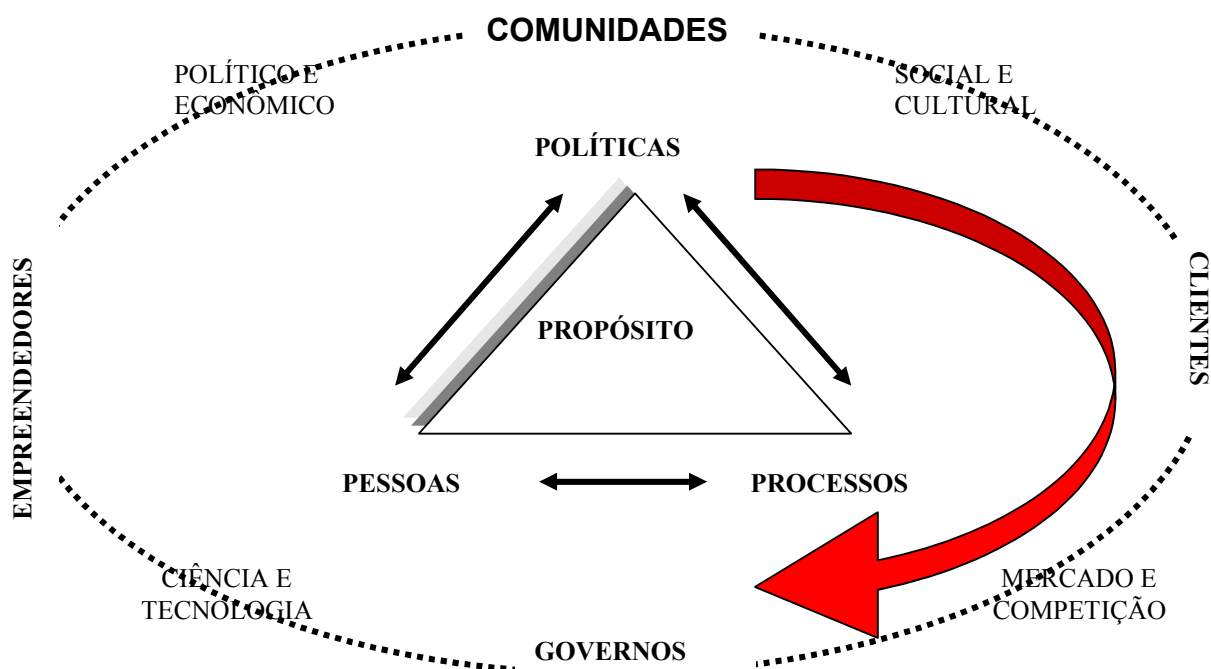 COMUNIDADES
POLÍTICO E
ECONÔMICO
SOCIAL E
CULTURAL
POLÍTICAS
EMPREENDEDORES
CLIENTES
PROPÓSITO
PESSOAS
PROCESSOS
CIÊNCIA E
TECNOLOGIA
MERCADO E
COMPETIÇÃO
GOVERNOS